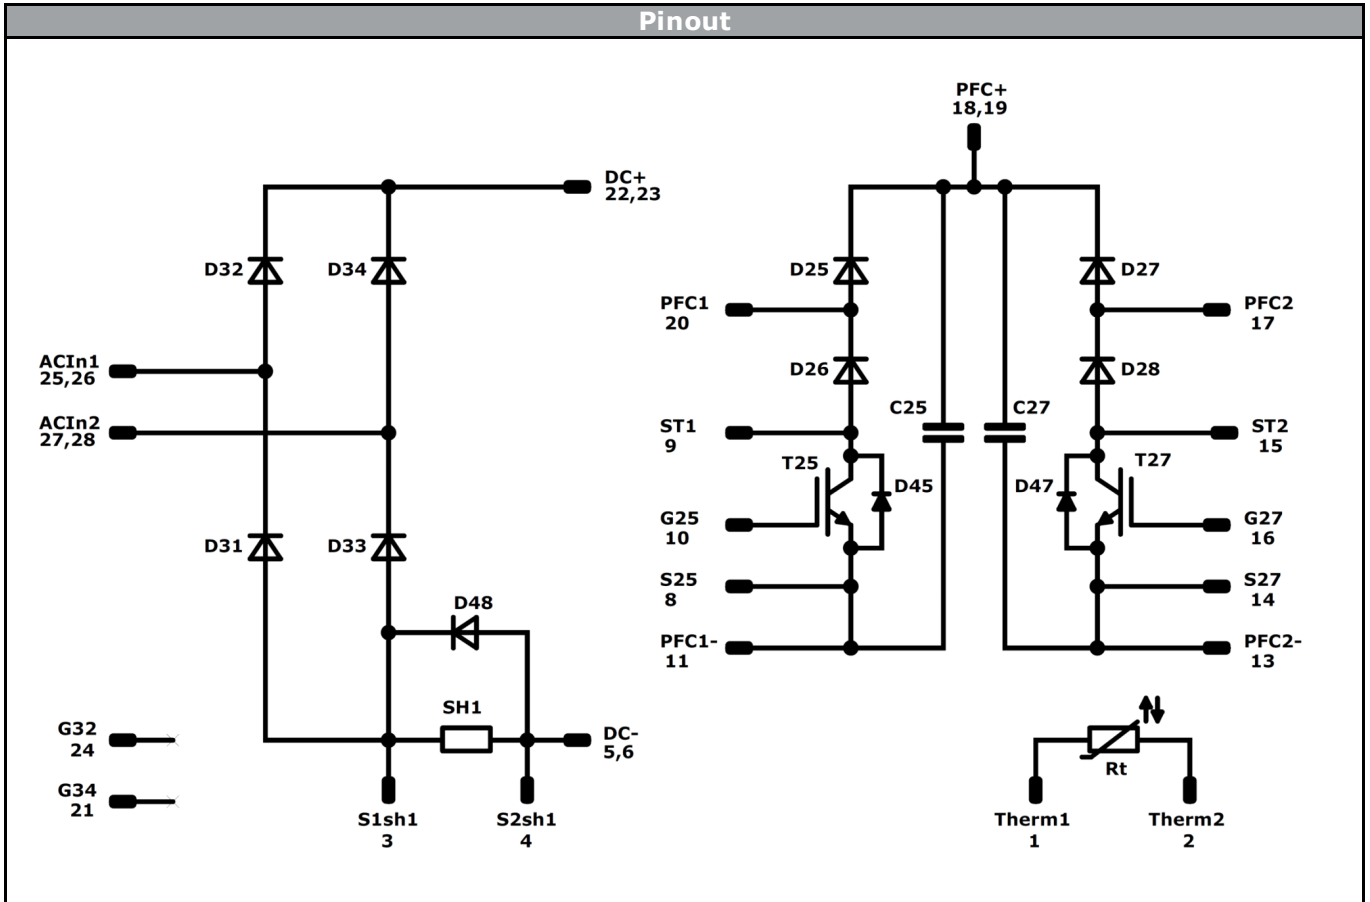 Pinout
PFC+
18,19
DC+
22,23
D32
D34
D25
D27
PFC1
20
PFC2
17
ACIn1
25,26
D26
D28
ACIn2
27,28
C25
C27
ST1
9
ST2
15
T25
T27
D45
D47
G25
10
G27
16
D31
D33
S25
8
S27
14
D48
PFC1-
11
PFC2-
13
SH1
G32
24
DC-
5,6
Rt
G34
21
S1sh1
3
S2sh1
4
Therm1
1
Therm2
2